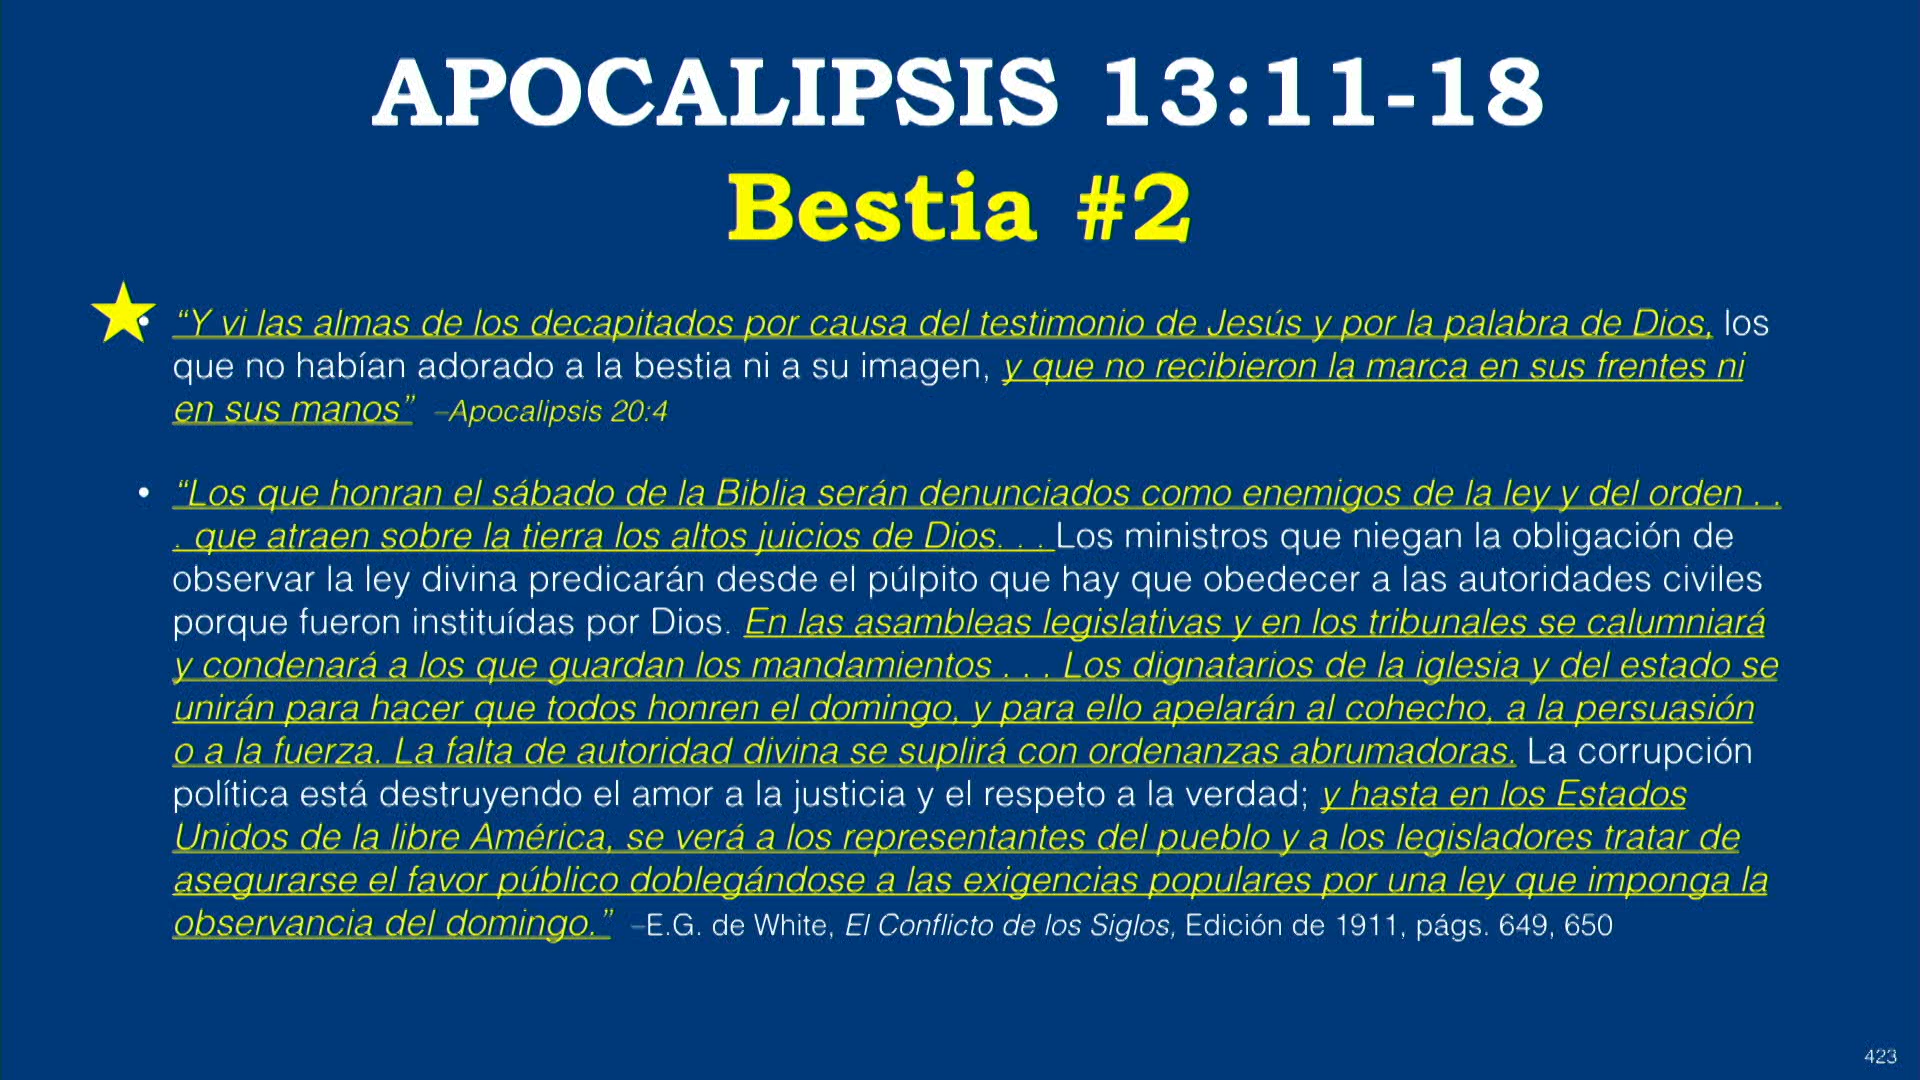 APOCALIPSIS 13:11-18
Bestia #2
• “Y vi las almas de los decapitados por causa del testimonio de Jesús y por la palabra de Dios, los
que no habían adorado a la bestia ni a su imagen, y que no recibieron la marca en sus frentes ni
en sus manos” –Apocalipsis 20:4
• “Los que honran el sábado de la Biblia serán denunciados como enemigos de la ley y del orden . .
. que atraen sobre la tierra los altos juicios de Dios. . . Los ministros que niegan la obligación de
observar la ley divina predicarán desde el púlpito que hay que obedecer a las autoridades civiles
porque fueron instituídas por Dios. En las asambleas legislativas y en los tribunales se calumniará
y condenará a los que guardan los mandamientos . . . Los dignatarios de la iglesia y del estado se
unirán para hacer que todos honren el domingo, y para ello apelarán al cohecho, a la persuasión
o a la fuerza. La falta de autoridad divina se suplirá con ordenanzas abrumadoras. La corrupción
política está destruyendo el amor a la justicia y el respeto a la verdad; y hasta en los Estados
Unidos de la libre América, se verá a los representantes del pueblo y a los legisladores tratar de
asegurarse el favor público doblegándose a las exigencias populares por una ley que imponga la
observancia del domingo.” –E.G. de White, El Conflicto de los Siglos, Edición de 1911, págs. 649, 650
423